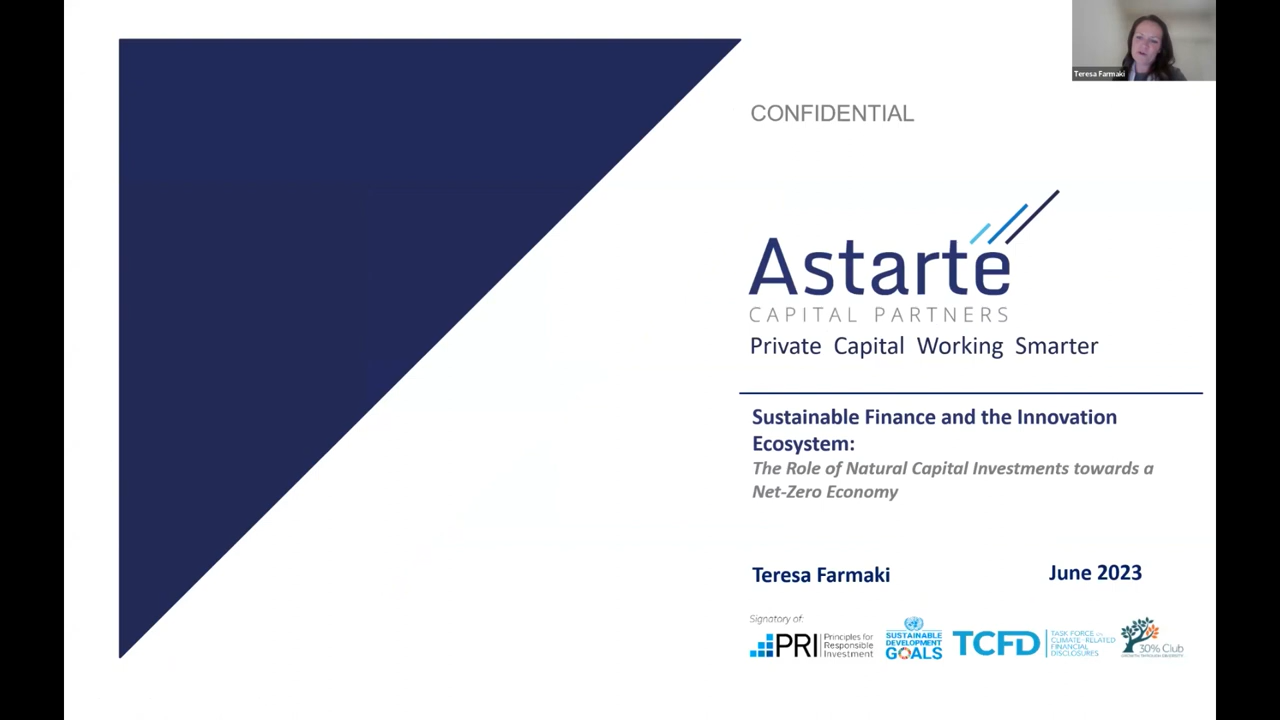 Teresa Farmaki
CONFIDENTIAL
Astarte
CAPITAL PARTNERS
Private Capital Working Smarter
Sustainable Finance and the Innovation
Ecosystem:
The Role of Natural Capital Investments towards a
Net-Zero Economy
Teresa Farmaki
June 2023
Signatory of:
PRI
Principles for
Responsible
Investment
SUSTAINABLE
DEVELOPMENT
GOALS
TCFD
TASK FORCE ON
CLIMATE-RELATED
FINANCIAL
DISCLOSURES
30% Club